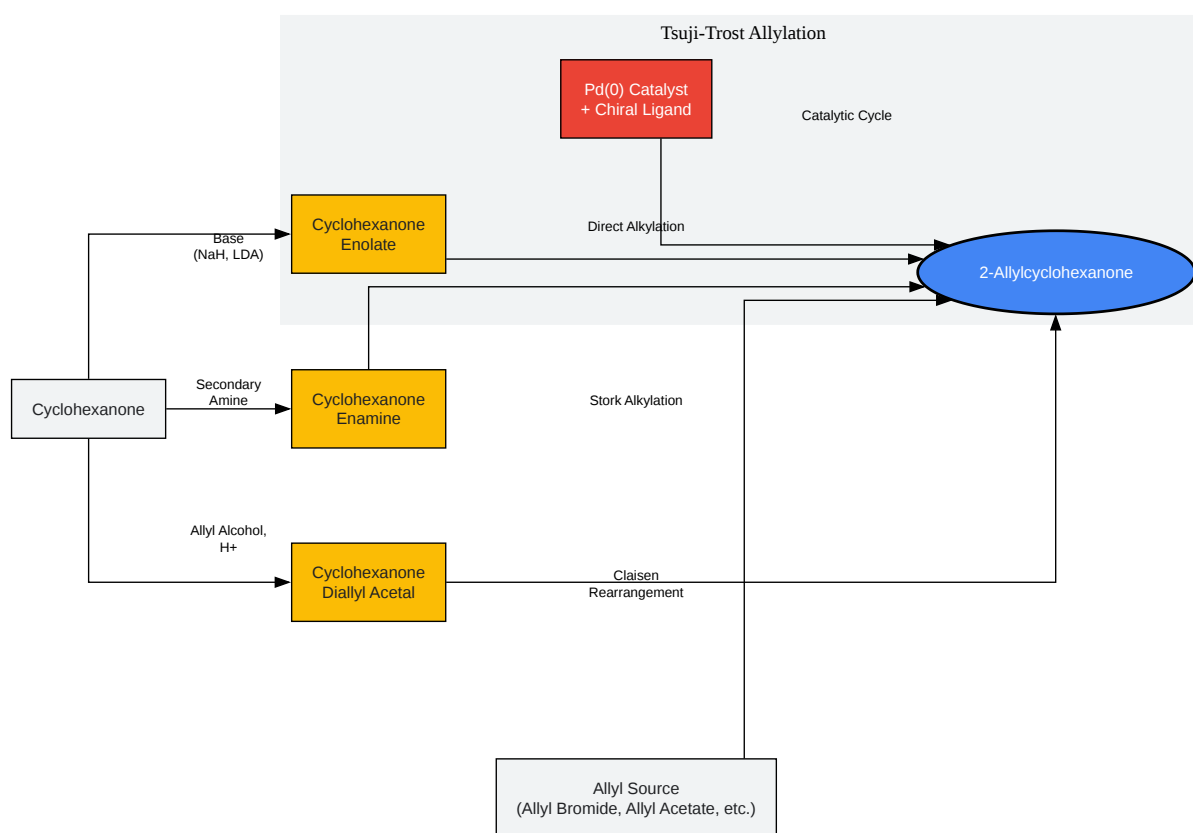 Tsuji-Trost Allylation
Pd(0) Catalyst
+ Chiral Ligand
Catalytic Cycle
Cyclohexanone
Enolate
Base
(NaH, LDA)
Direct Alkylation
2-Allylcyclohexanone
Cyclohexanone
Secondary
Amine
Cyclohexanone
Enamine
Stork Alkylation
Allyl Alcohol,
H+
Cyclohexanone
Diallyl Acetal
Claisen
Rearrangement
Allyl Source
(Allyl Bromide, Allyl Acetate, etc.)